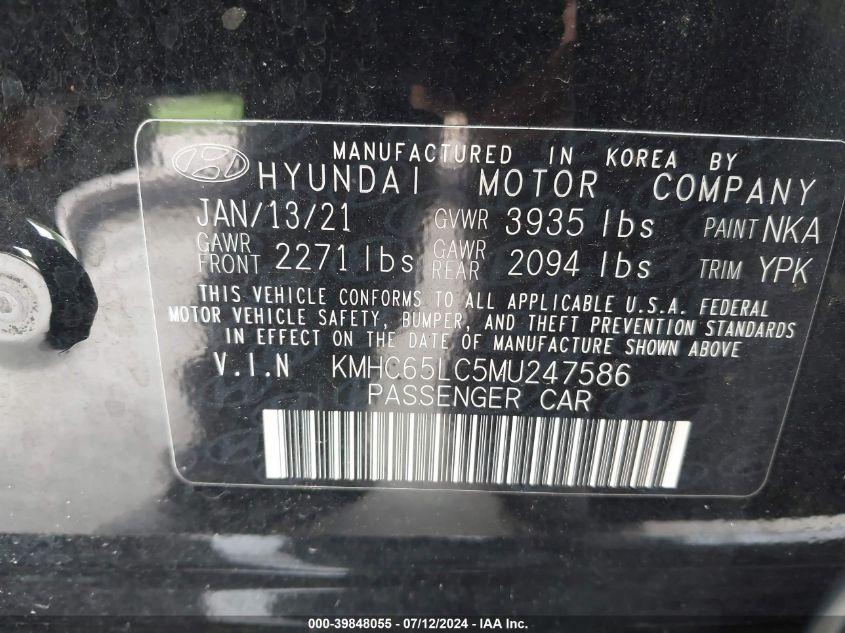 MANUFACTURED IN KOREA BY
HYUNDAI MOTOR COMPANY
JAN/13/21 GVWR 3935 lbs PAINT NKA
GAWR FRONT 2271 lbs GAWR REAR 2094 lbs TRIM YPK
THIS VEHICLE CONFORMS TO ALL APPLICABLE U.S.A. FEDERAL
MOTOR VEHICLE SAFETY, BUMPER, AND THEFT PREVENTION STANDARDS
IN EFFECT ON THE DATE OF MANUFACTURE SHOWN ABOVE
V.I.N KMHC65LC5MU247586
PASSENGER CAR
000-39848055 - 07/12/2024 - IAA Inc.